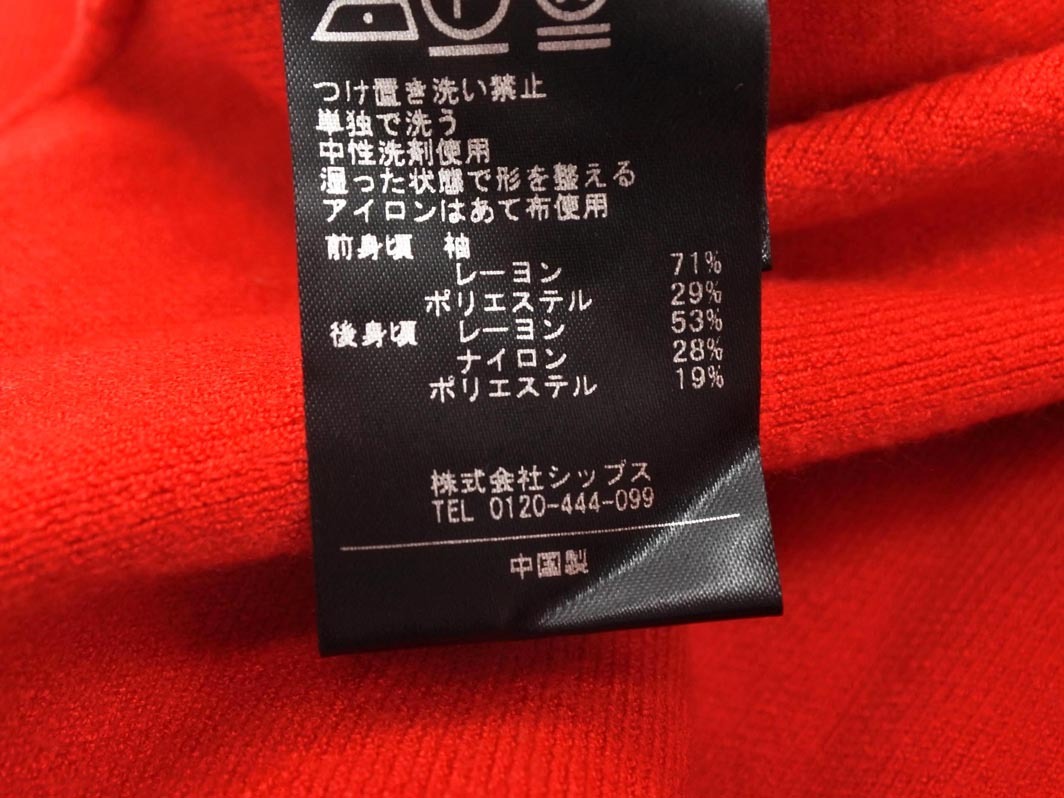 つけ置き洗い禁止
単独で洗う
中性洗剤使用
湿った状態で形を整える
アイロンはあて布使用
前身頃 袖
レーヨン 71%
ポリエステル 29%
後身頃 レーヨン 53%
ナイロン 28%
ポリエステル 19%
株式会社シップス
TEL 0120-444-099
中国製